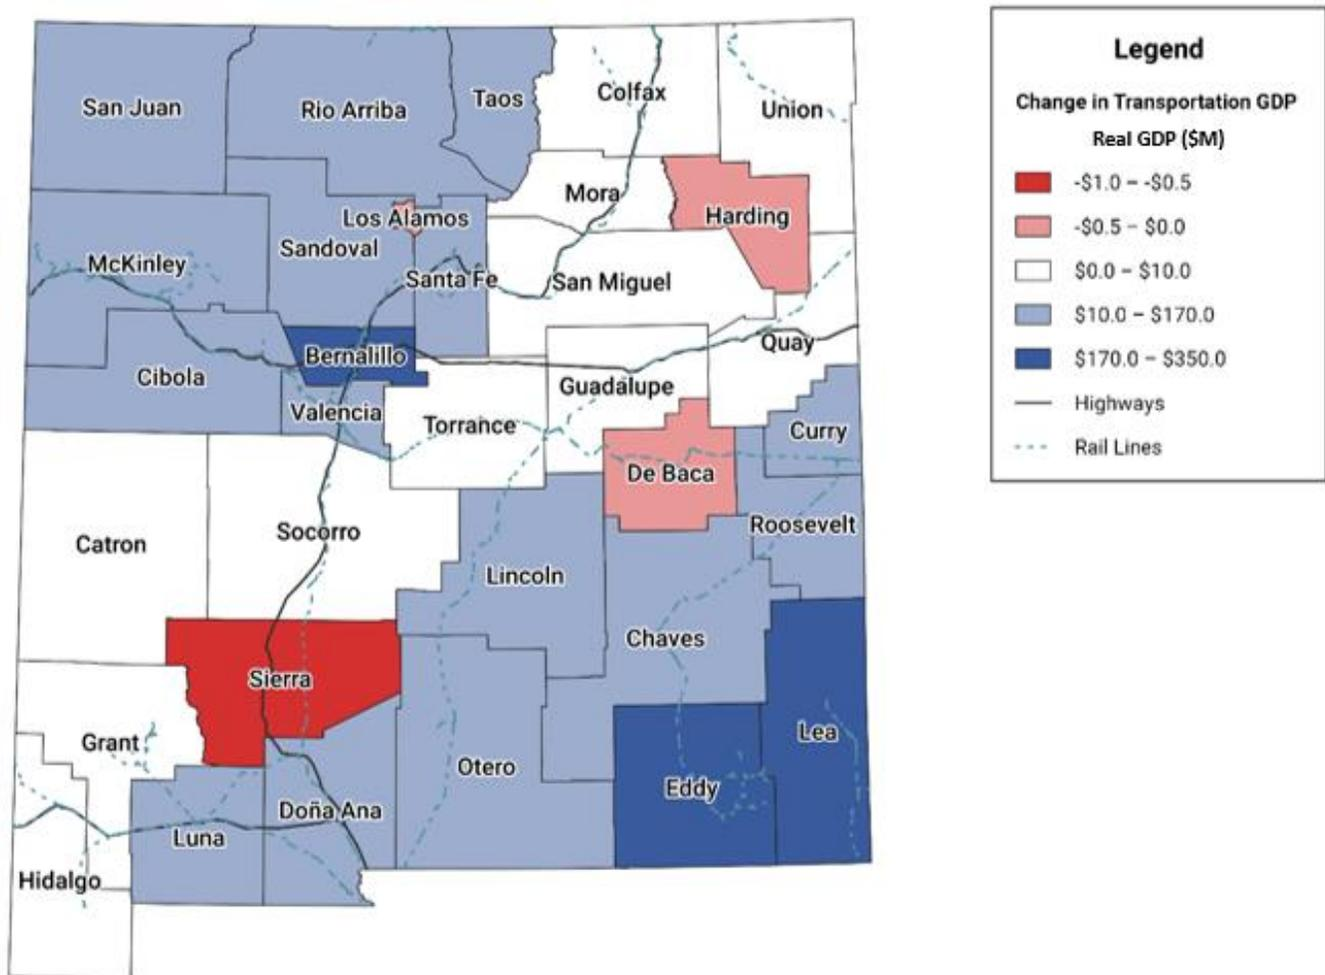 San Juan
Rio Arriba
Taos
Colfax
Union
Mora
Harding
Los Alamos
Sandoval
McKinley
Santa Fe
San Miguel
Quay
Bernalillo
Cibola
Guadalupe
Valencia
Torrance
Curry
De Baca
Roosevelt
Socorro
Catron
Lincoln
Chaves
Sierra
Lea
Grant
Otero
Eddy
Doña Ana
Luna
Hidalgo
Legend
Change in Transportation GDP
Real GDP ($M)
-$1.0 – -$0.5
-$0.5 – $0.0
$0.0 – $10.0
$10.0 – $170.0
$170.0 – $350.0
Highways
Rail Lines